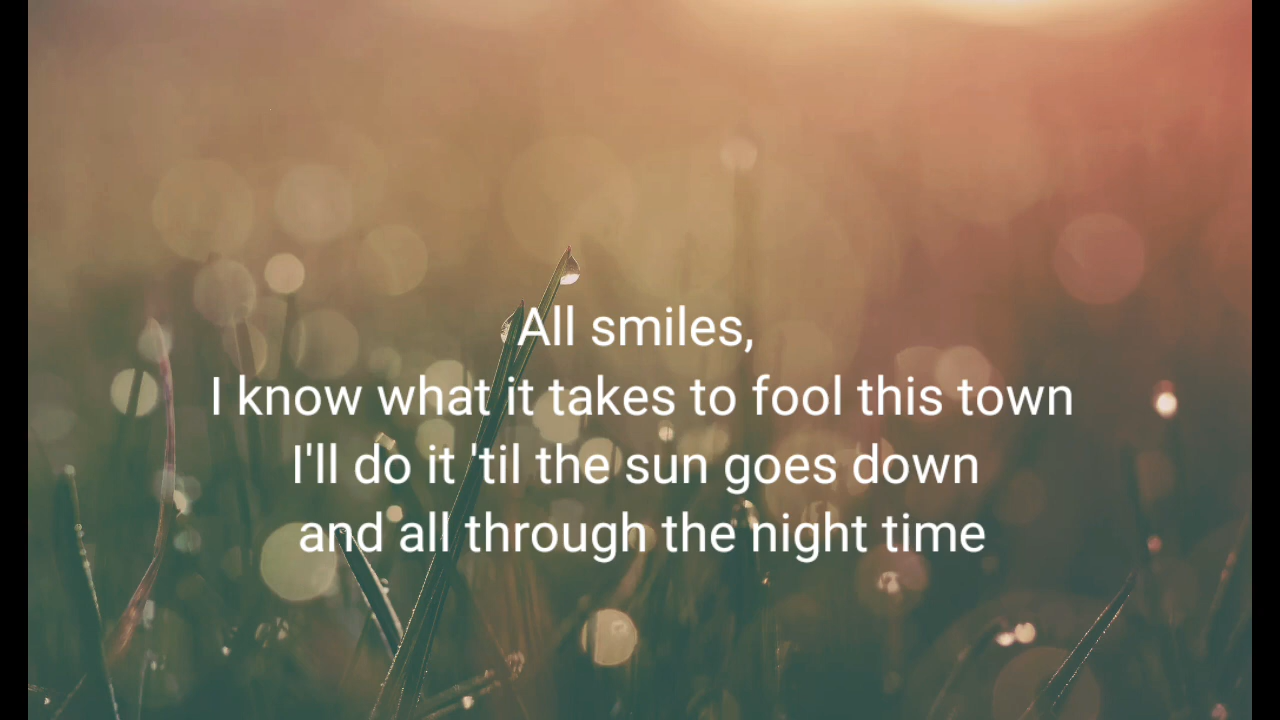 All smiles,
I know what it takes to fool this town
I'll do it 'til the sun goes down
and all through the night time